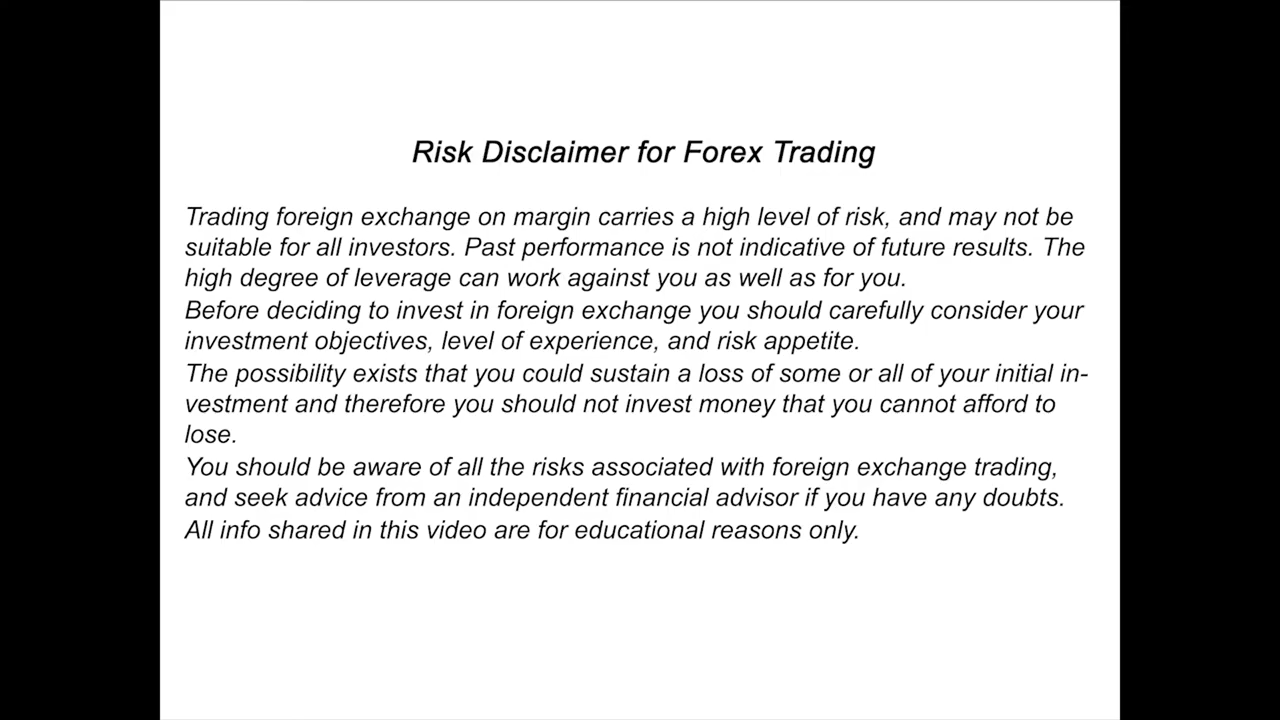 Risk Disclaimer for Forex Trading
Trading foreign exchange on margin carries a high level of risk, and may not be
suitable for all investors. Past performance is not indicative of future results. The
high degree of leverage can work against you as well as for you.
Before deciding to invest in foreign exchange you should carefully consider your
investment objectives, level of experience, and risk appetite.
The possibility exists that you could sustain a loss of some or all of your initial in-
vestment and therefore you should not invest money that you cannot afford to
lose.
You should be aware of all the risks associated with foreign exchange trading,
and seek advice from an independent financial advisor if you have any doubts.
All info shared in this video are for educational reasons only.